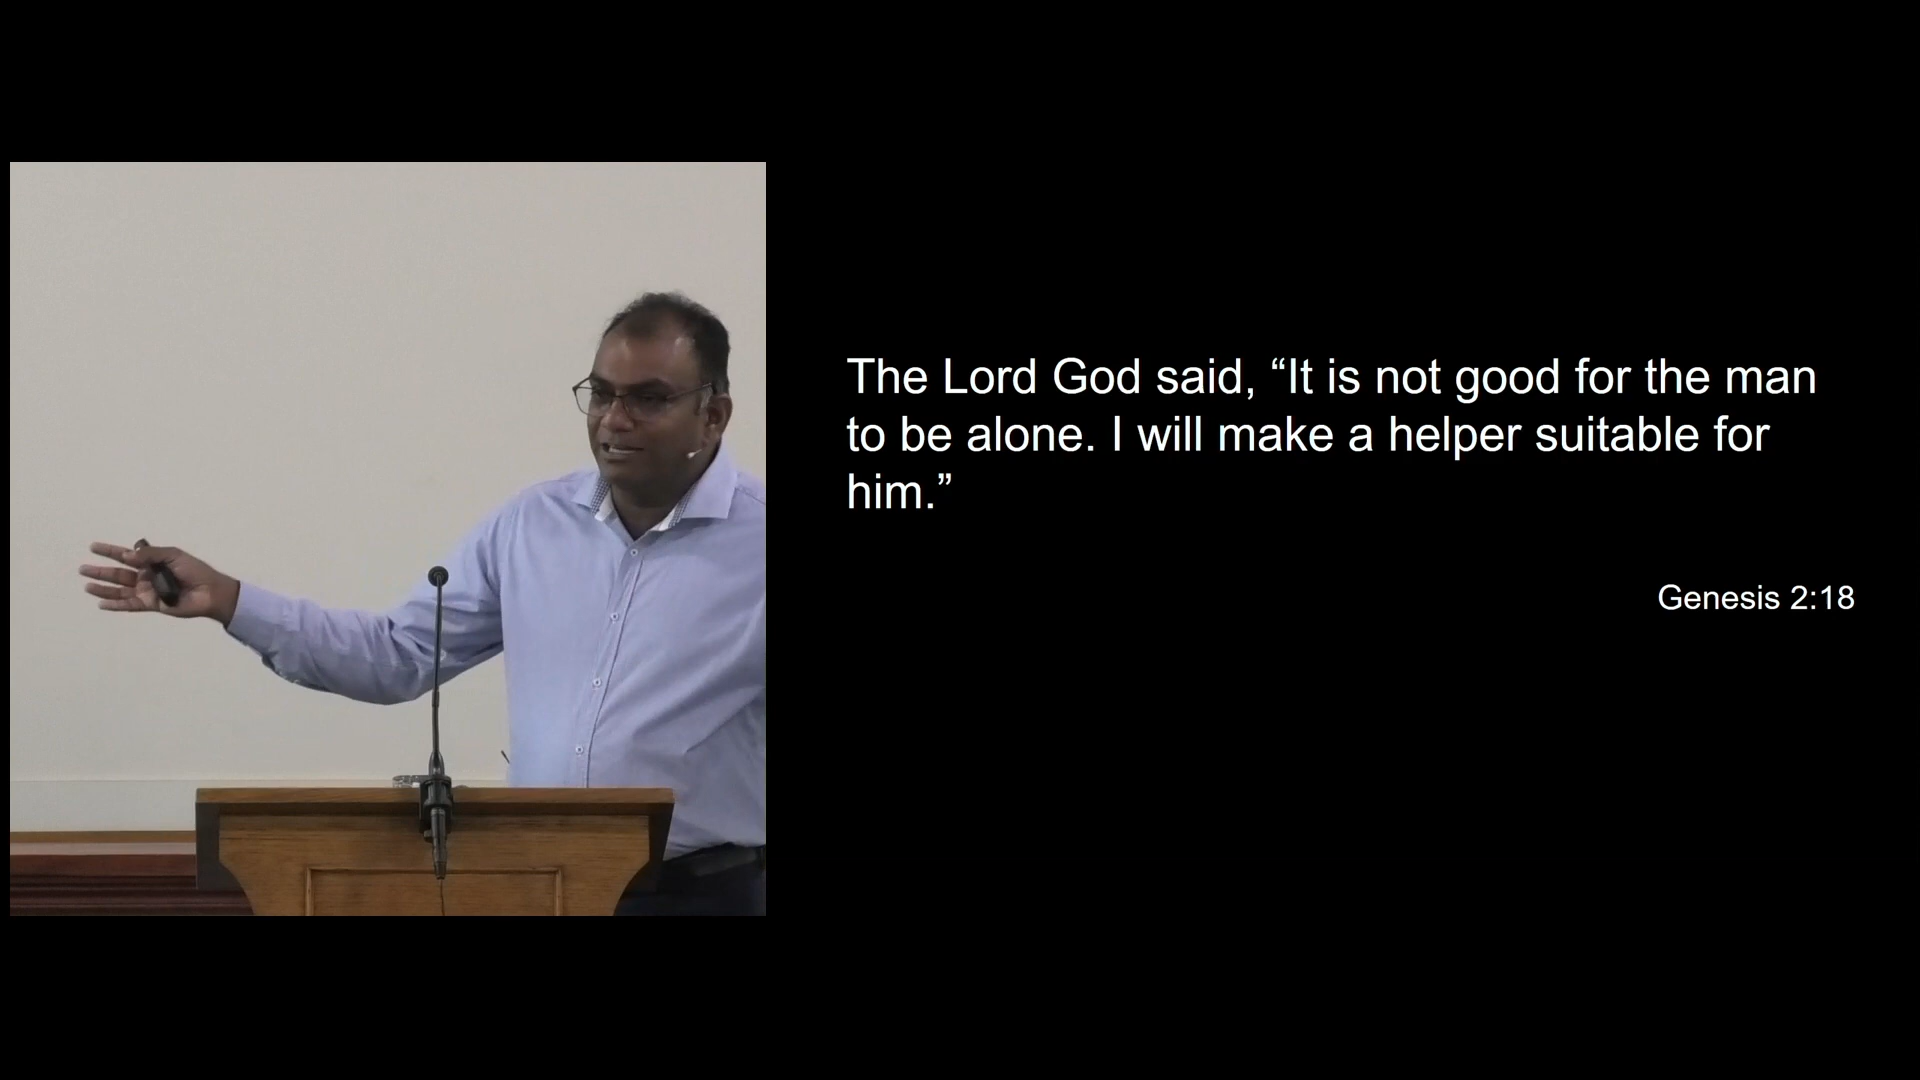 The Lord God said, “It is not good for the man
to be alone. I will make a helper suitable for
him.”
Genesis 2:18